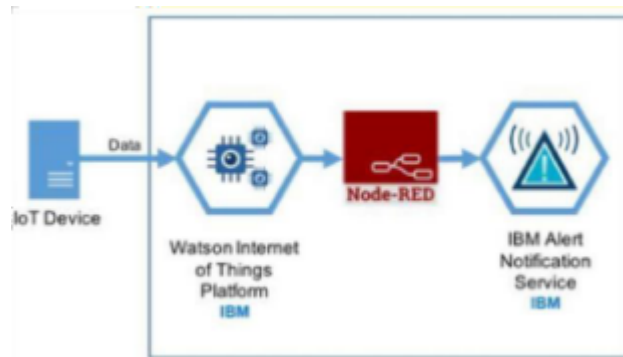 Data
IoT Device
Watson Internet
of Things
Platform
IBM
Node-RED
IBM Alert
Notification
Service
IBM